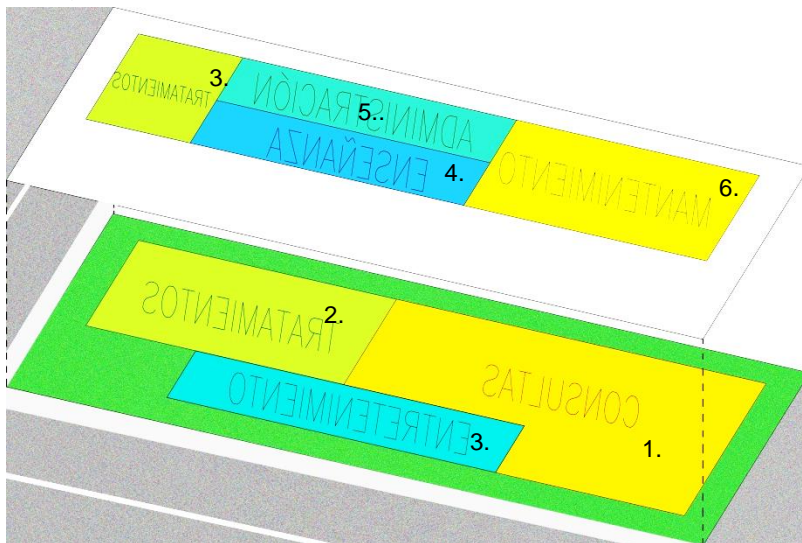 TRATAMIENTOS 3.
ADMINISTRACIÓN
5..
ENSEÑANZA 4.
MANTENIMIENTO 6.
TRATAMIENTOS 2.
CONSULTAS 1.
ENTRETENIMIENTO 3.